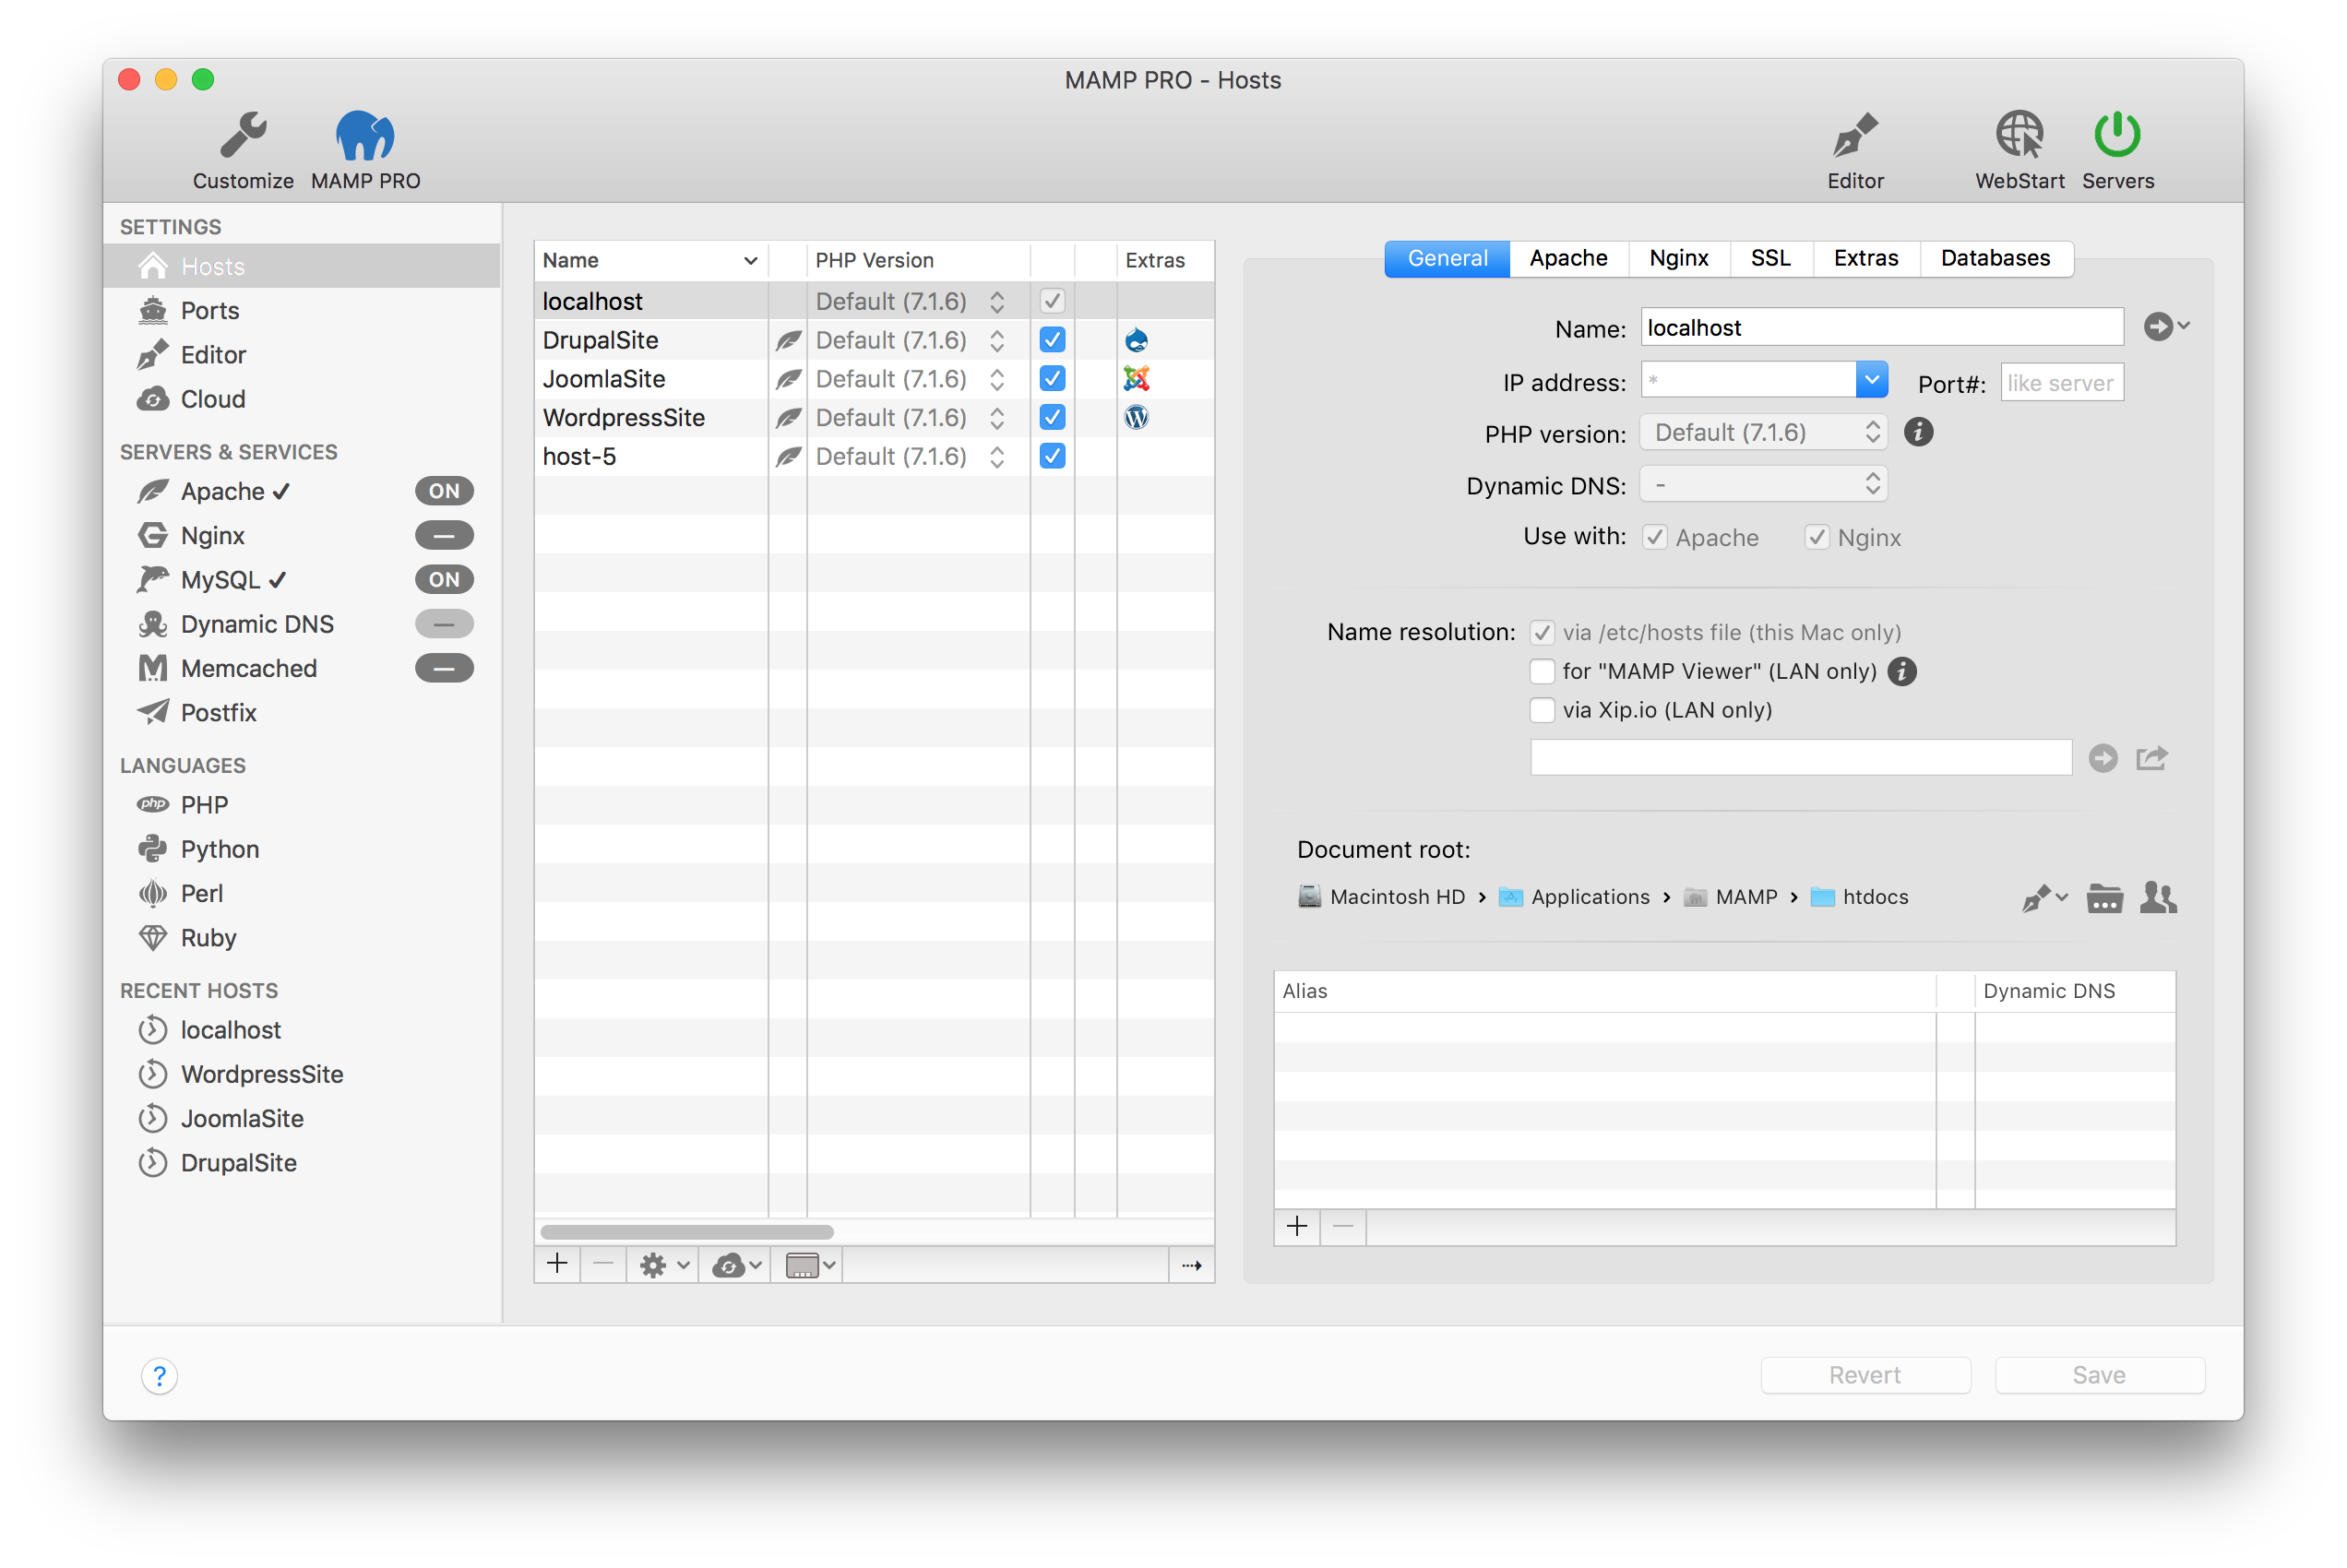 MAMP PRO - Hosts
Customize MAMP PRO Editor WebStart Servers
SETTINGS
Hosts
Ports
Editor
Cloud
SERVERS & SERVICES
Apache ✓ ON
Nginx —
MySQL ✓ ON
Dynamic DNS —
Memcached —
Postfix
LANGUAGES
php PHP
Python
Perl
Ruby
RECENT HOSTS
localhost
WordpressSite
JoomlaSite
DrupalSite
Name PHP Version Extras
localhost Default (7.1.6)
DrupalSite Default (7.1.6)
JoomlaSite Default (7.1.6)
WordpressSite Default (7.1.6)
host-5 Default (7.1.6)
General Apache Nginx SSL Extras Databases
Name: localhost
IP address: * Port#: like server
PHP version: Default (7.1.6)
Dynamic DNS: -
Use with: Apache Nginx
Name resolution: via /etc/hosts file (this Mac only)
for "MAMP Viewer" (LAN only)
via Xip.io (LAN only)
Document root:
Macintosh HD › Applications › MAMP › htdocs
Alias Dynamic DNS
? Revert Save